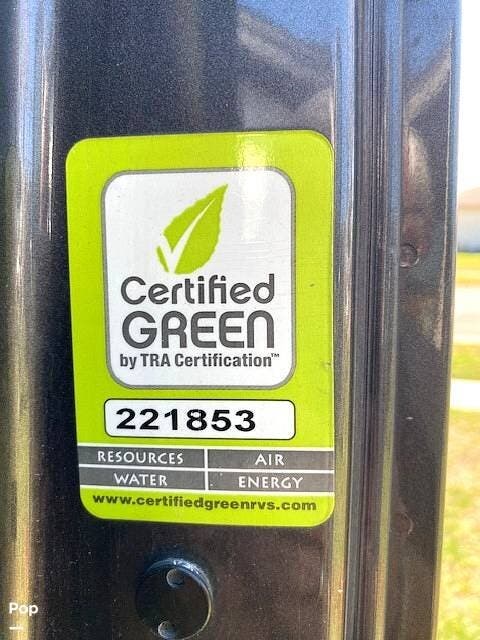 Certified
GREEN
by TRA Certification™
221853
RESOURCES AIR
WATER ENERGY
www.certifiedgreenrvs.com
Pop